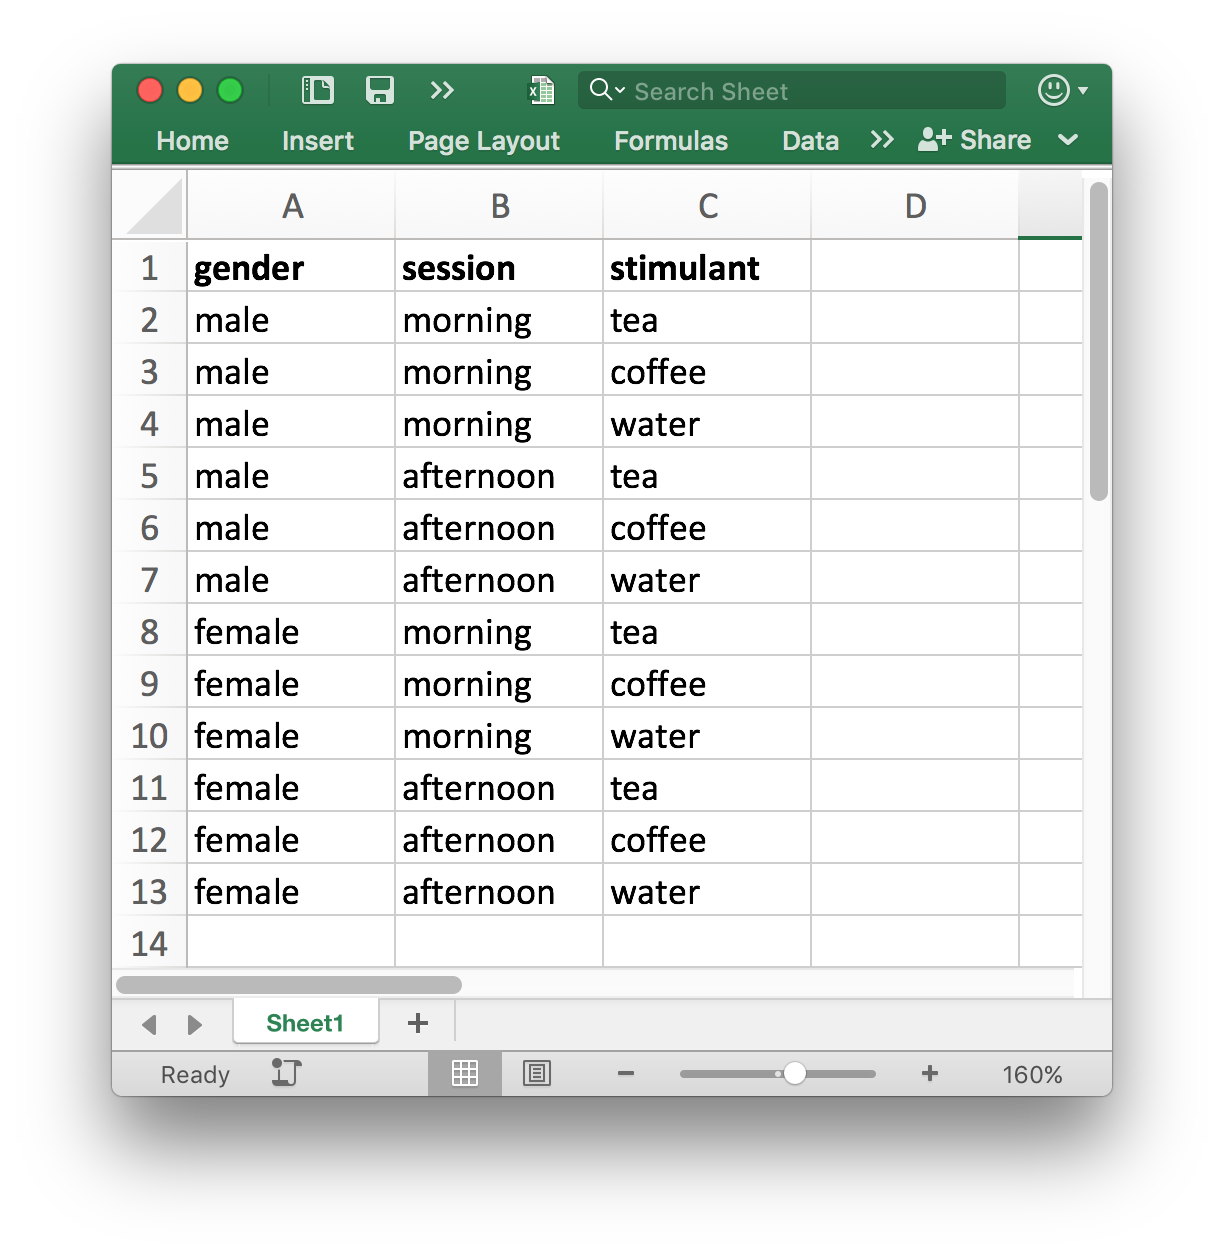 Search Sheet
Home Insert Page Layout Formulas Data Share
A B C D
1 gender session stimulant
2 male morning tea
3 male morning coffee
4 male morning water
5 male afternoon tea
6 male afternoon coffee
7 male afternoon water
8 female morning tea
9 female morning coffee
10 female morning water
11 female afternoon tea
12 female afternoon coffee
13 female afternoon water
14
Sheet1 +
Ready − + 160%